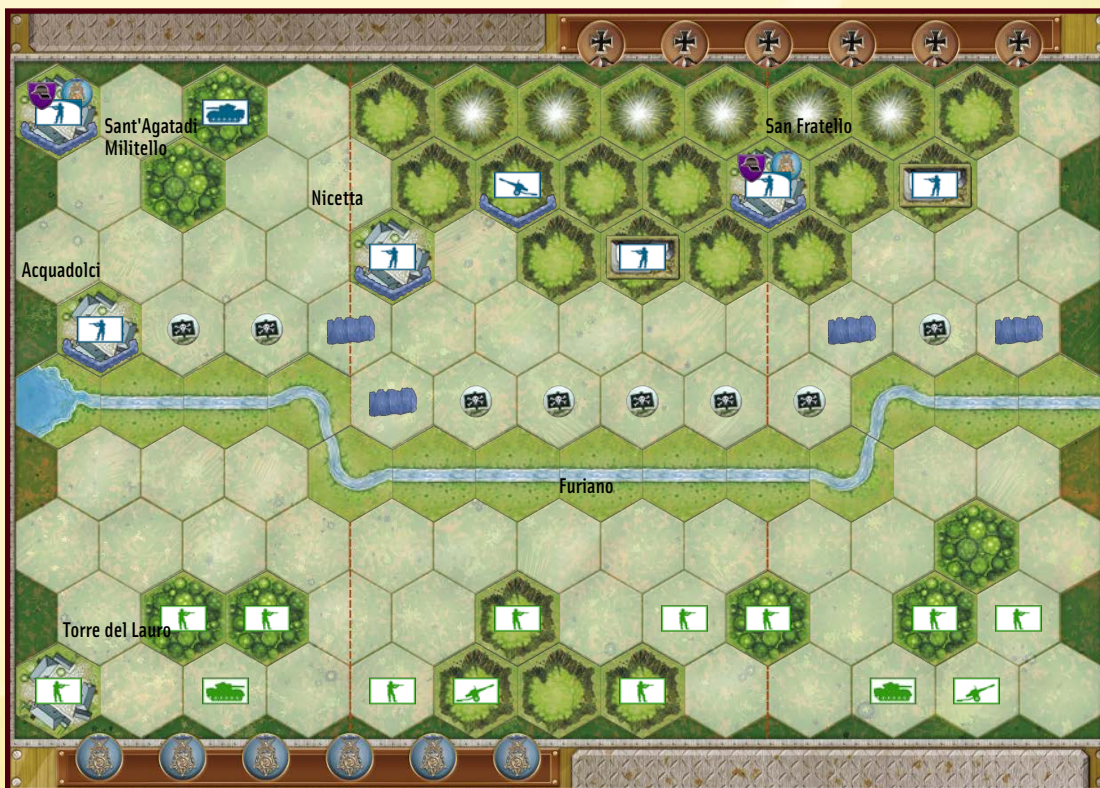 Sant'Agatadi
Militello
San Fratello
Nicetta
Acquadolci
Furiano
Torre del Lauro